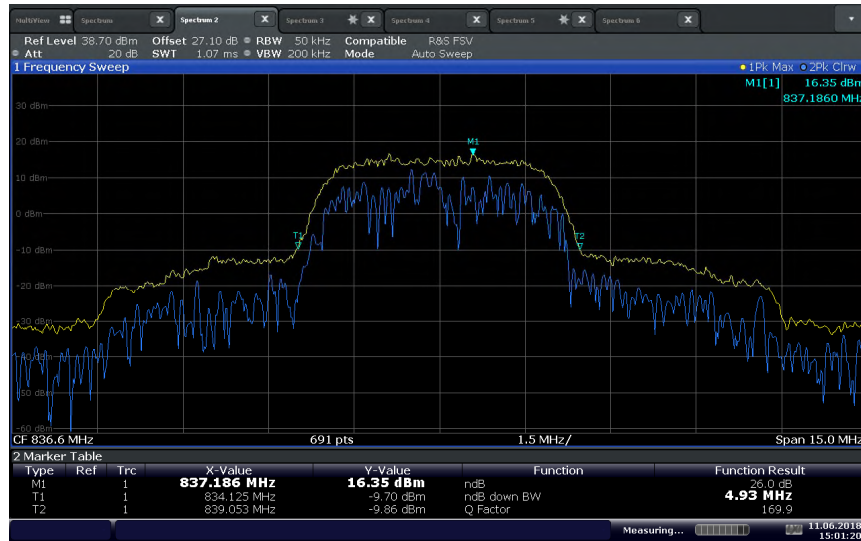 MultiView Spectrum X Spectrum 2 X Spectrum 3 X Spectrum 4 X Spectrum 5 X Spectrum 6 X
Ref Level 38.70 dBm Offset 27.10 dB RBW 50 kHz Compatible R&S FSV
Att 20 dB SWT 1.07 ms VBW 200 kHz Mode Auto Sweep
1 Frequency Sweep 1Pk Max 2Pk Clrw
M1[1] 16.35 dBm
837.1860 MHz
30 dBm
20 dBm
M1
10 dBm
0 dBm
T1 T2
-10 dBm
-20 dBm
-30 dBm
-40 dBm
-50 dBm
-60 dBm
CF 836.6 MHz 691 pts 1.5 MHz/ Span 15.0 MHz
2 Marker Table
Type Ref Trc X-Value Y-Value Function Function Result
M1 1 837.186 MHz 16.35 dBm ndB 26.0 dB
T1 1 834.125 MHz -9.70 dBm ndB down BW 4.93 MHz
T2 1 839.053 MHz -9.86 dBm Q Factor 169.9
Measuring... 11.06.2018
15:01:20